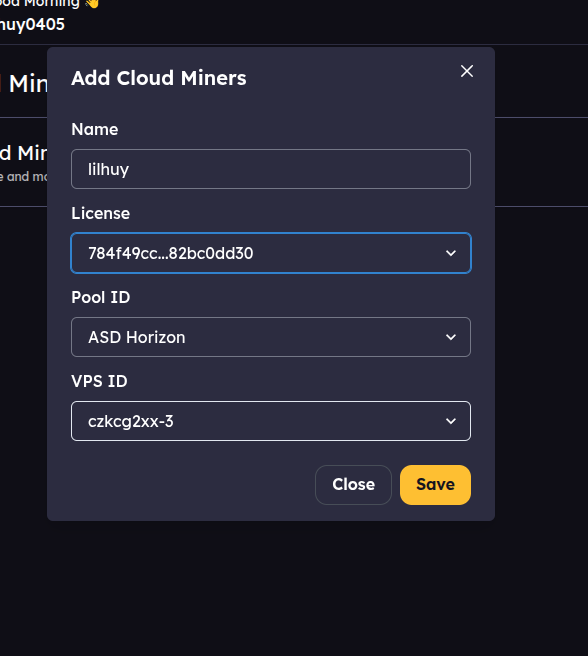 ood Morning 👋
huy0405
Min
d Min
e and mo
Add Cloud Miners
Name
lilhuy
License
784f49cc...82bc0dd30
Pool ID
ASD Horizon
VPS ID
czkcg2xx-3
Close Save